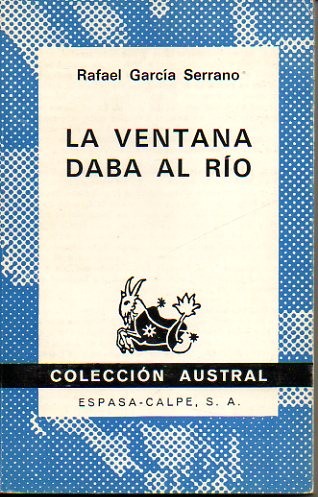 Rafael García Serrano
LA VENTANA
DABA AL RÍO
COLECCIÓN AUSTRAL
ESPASA-CALPE, S. A.